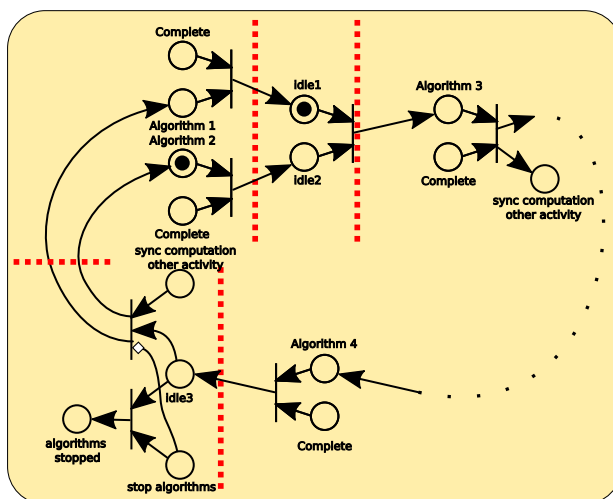 Complete
Idle1
Algorithm 3
Algorithm 1
Algorithm 2
Idle2
Complete
sync computation
other activity
Complete
sync computation
other activity
Algorithm 4
Idle3
algorithms
stopped
Complete
stop algorithms